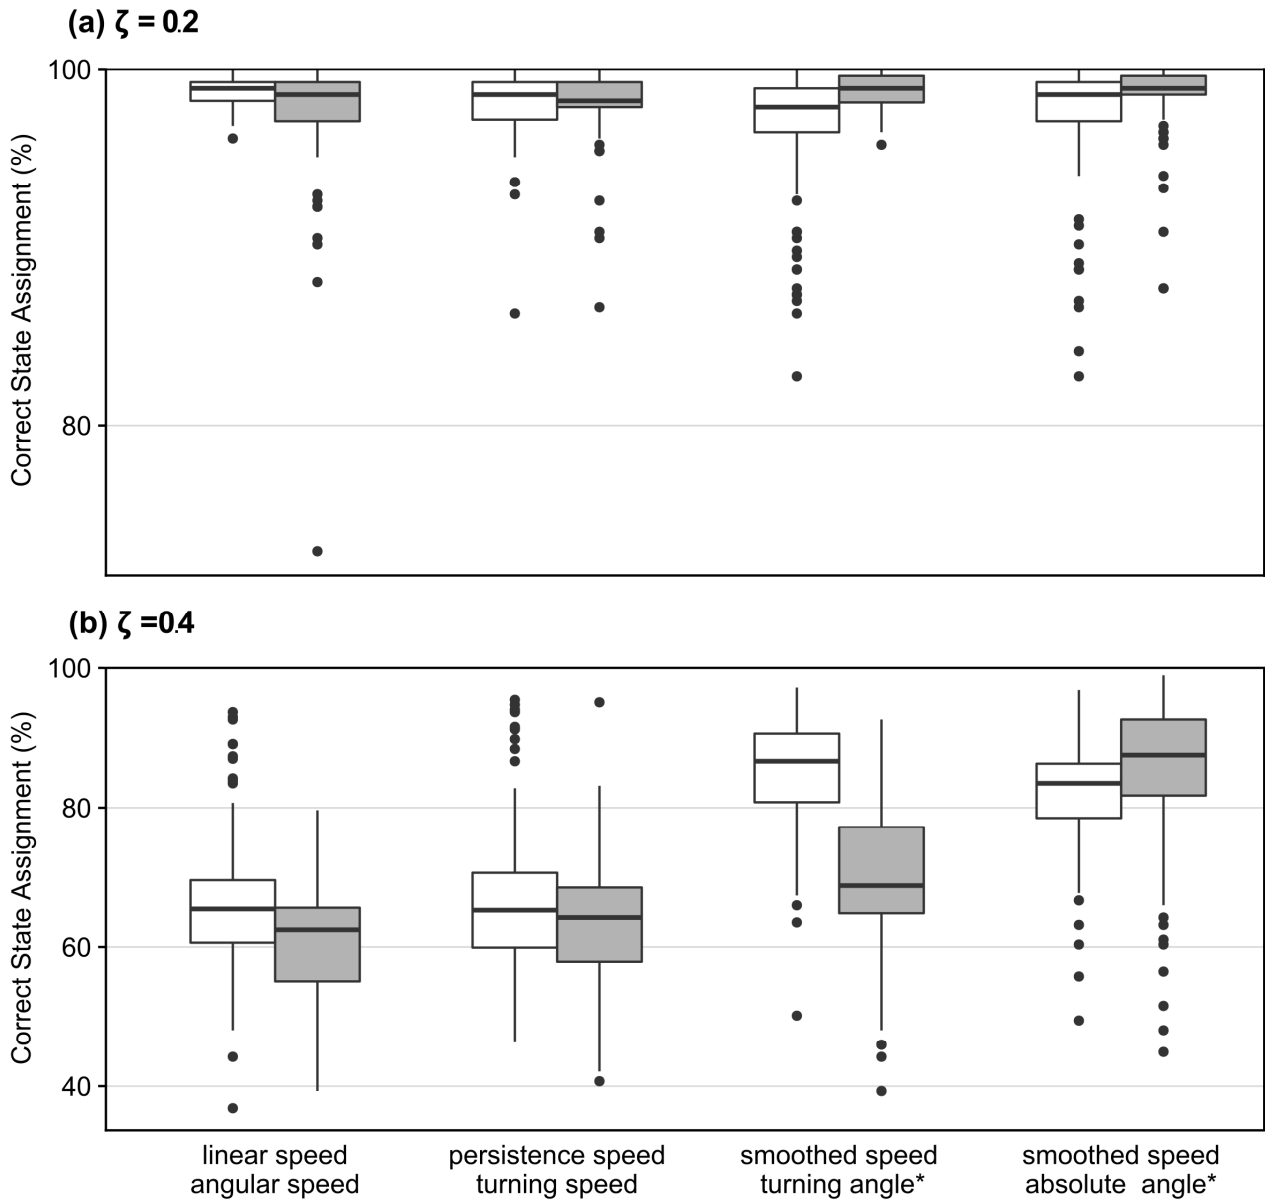 (a) ζ = 0.2
100
80
Correct State Assignment (%)
(b) ζ =0.4
100
80
60
40
Correct State Assignment (%)
linear speed
angular speed
persistence speed
turning speed
smoothed speed
turning angle*
smoothed speed
absolute angle*